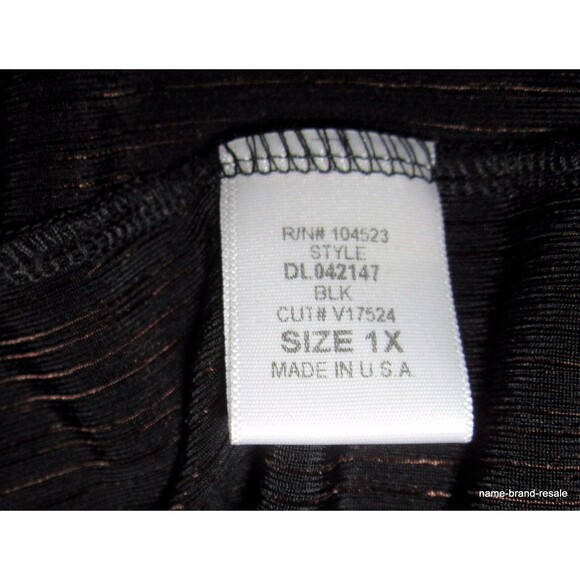 R/N# 104523
STYLE
DL042147
BLK
CUT# V17524
SIZE 1X
MADE IN U.S.A.
name-brand-resale